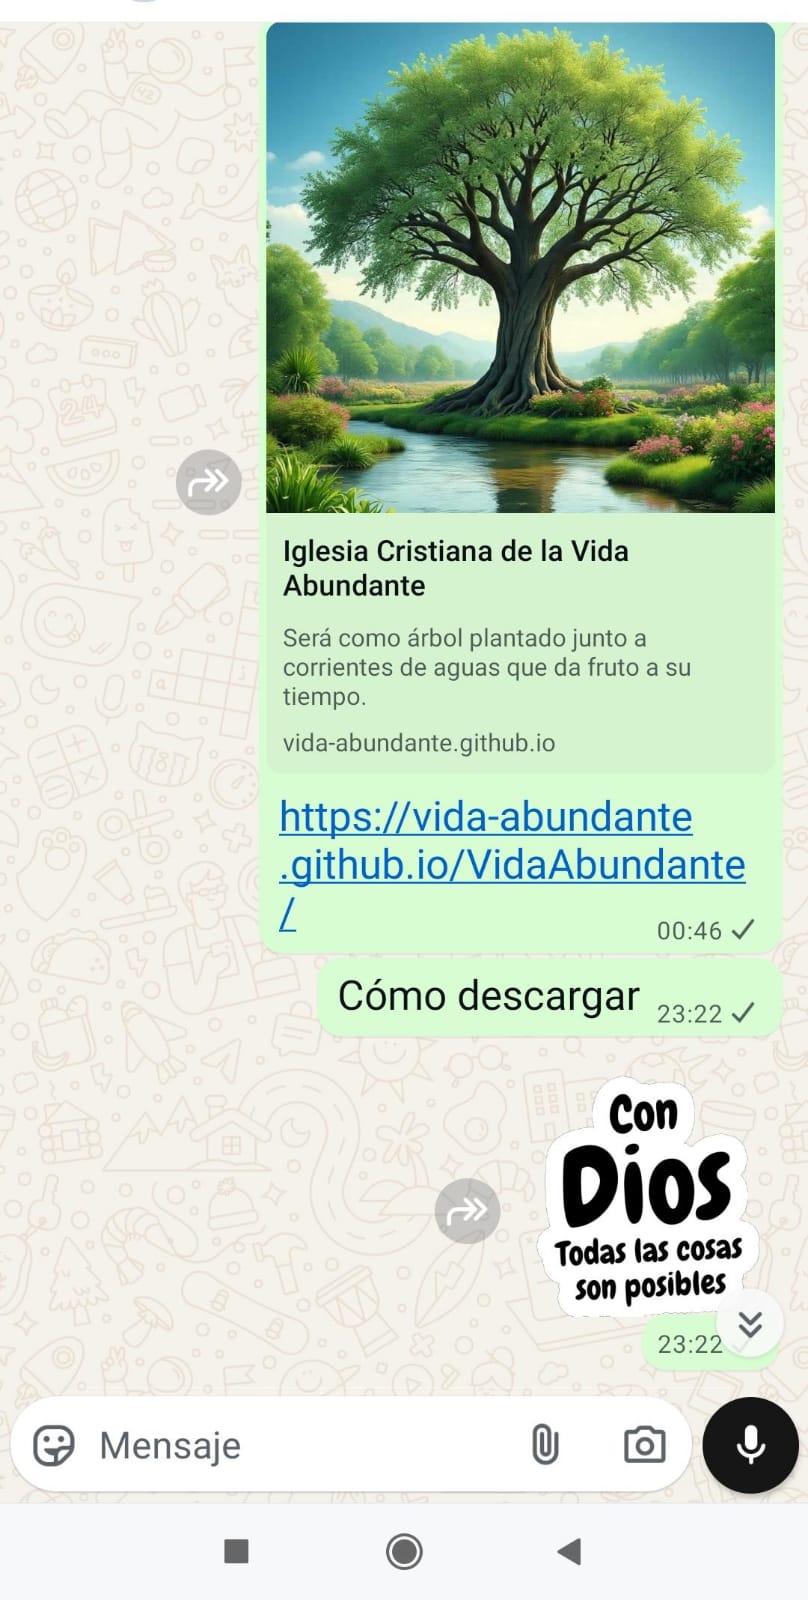 Iglesia Cristiana de la Vida
Abundante
Será como árbol plantado junto a
corrientes de aguas que da fruto a su
tiempo.
vida-abundante.github.io
https://vida-abundante
.github.io/VidaAbundante
/
00:46
Cómo descargar
23:22
Con
Dios
Todas las cosas
son posibles
23:22
Mensaje